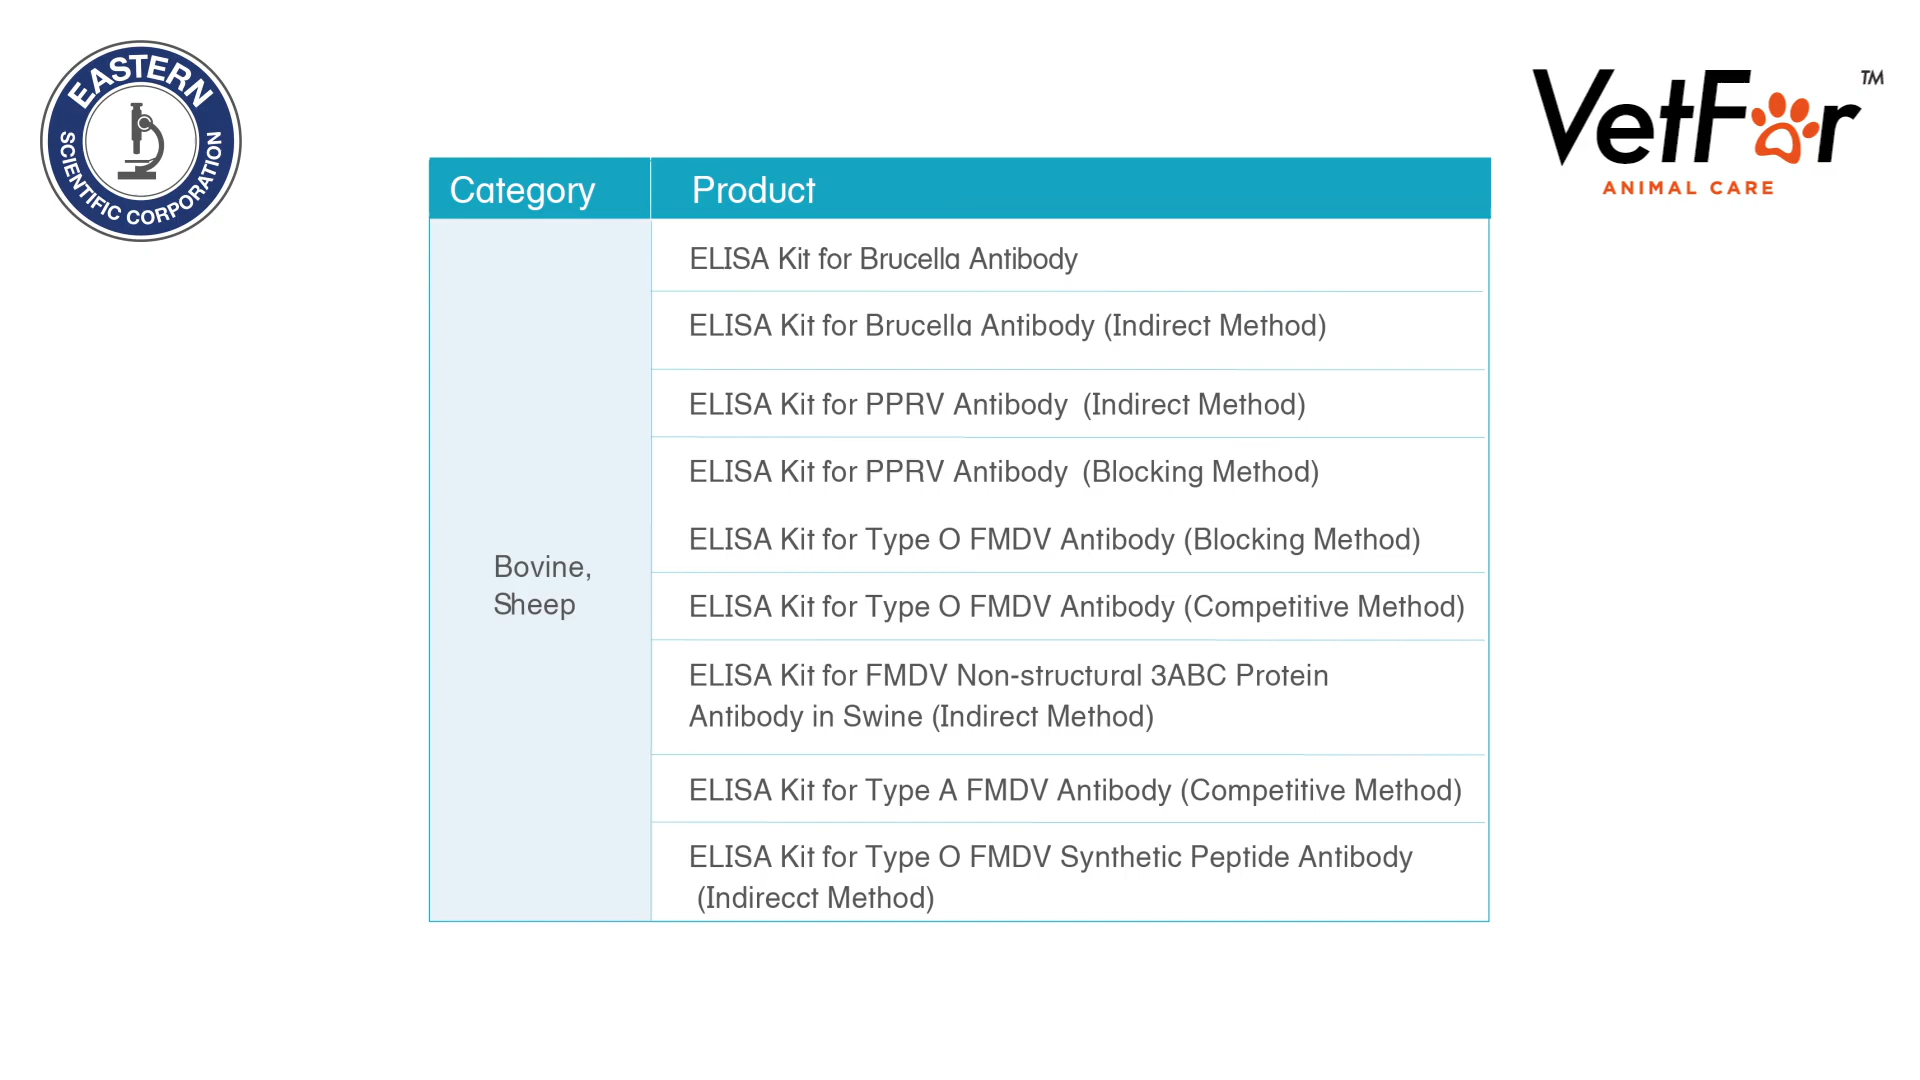 EASTERN
SCIENTIFIC CORPORATION
VetFor™
ANIMAL CARE
Category
Product
ELISA Kit for Brucella Antibody
ELISA Kit for Brucella Antibody (Indirect Method)
ELISA Kit for PPRV Antibody (Indirect Method)
ELISA Kit for PPRV Antibody (Blocking Method)
ELISA Kit for Type O FMDV Antibody (Blocking Method)
Bovine,
Sheep
ELISA Kit for Type O FMDV Antibody (Competitive Method)
ELISA Kit for FMDV Non-structural 3ABC Protein
Antibody in Swine (Indirect Method)
ELISA Kit for Type A FMDV Antibody (Competitive Method)
ELISA Kit for Type O FMDV Synthetic Peptide Antibody
(Indirecct Method)